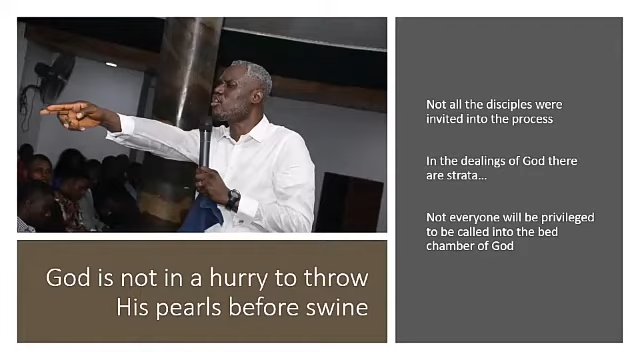 Not all the disciples were
invited into the process
In the dealings of God there
are strata...
Not everyone will be privileged
to be called into the bed
chamber of God
God is not in a hurry to throw
His pearls before swine